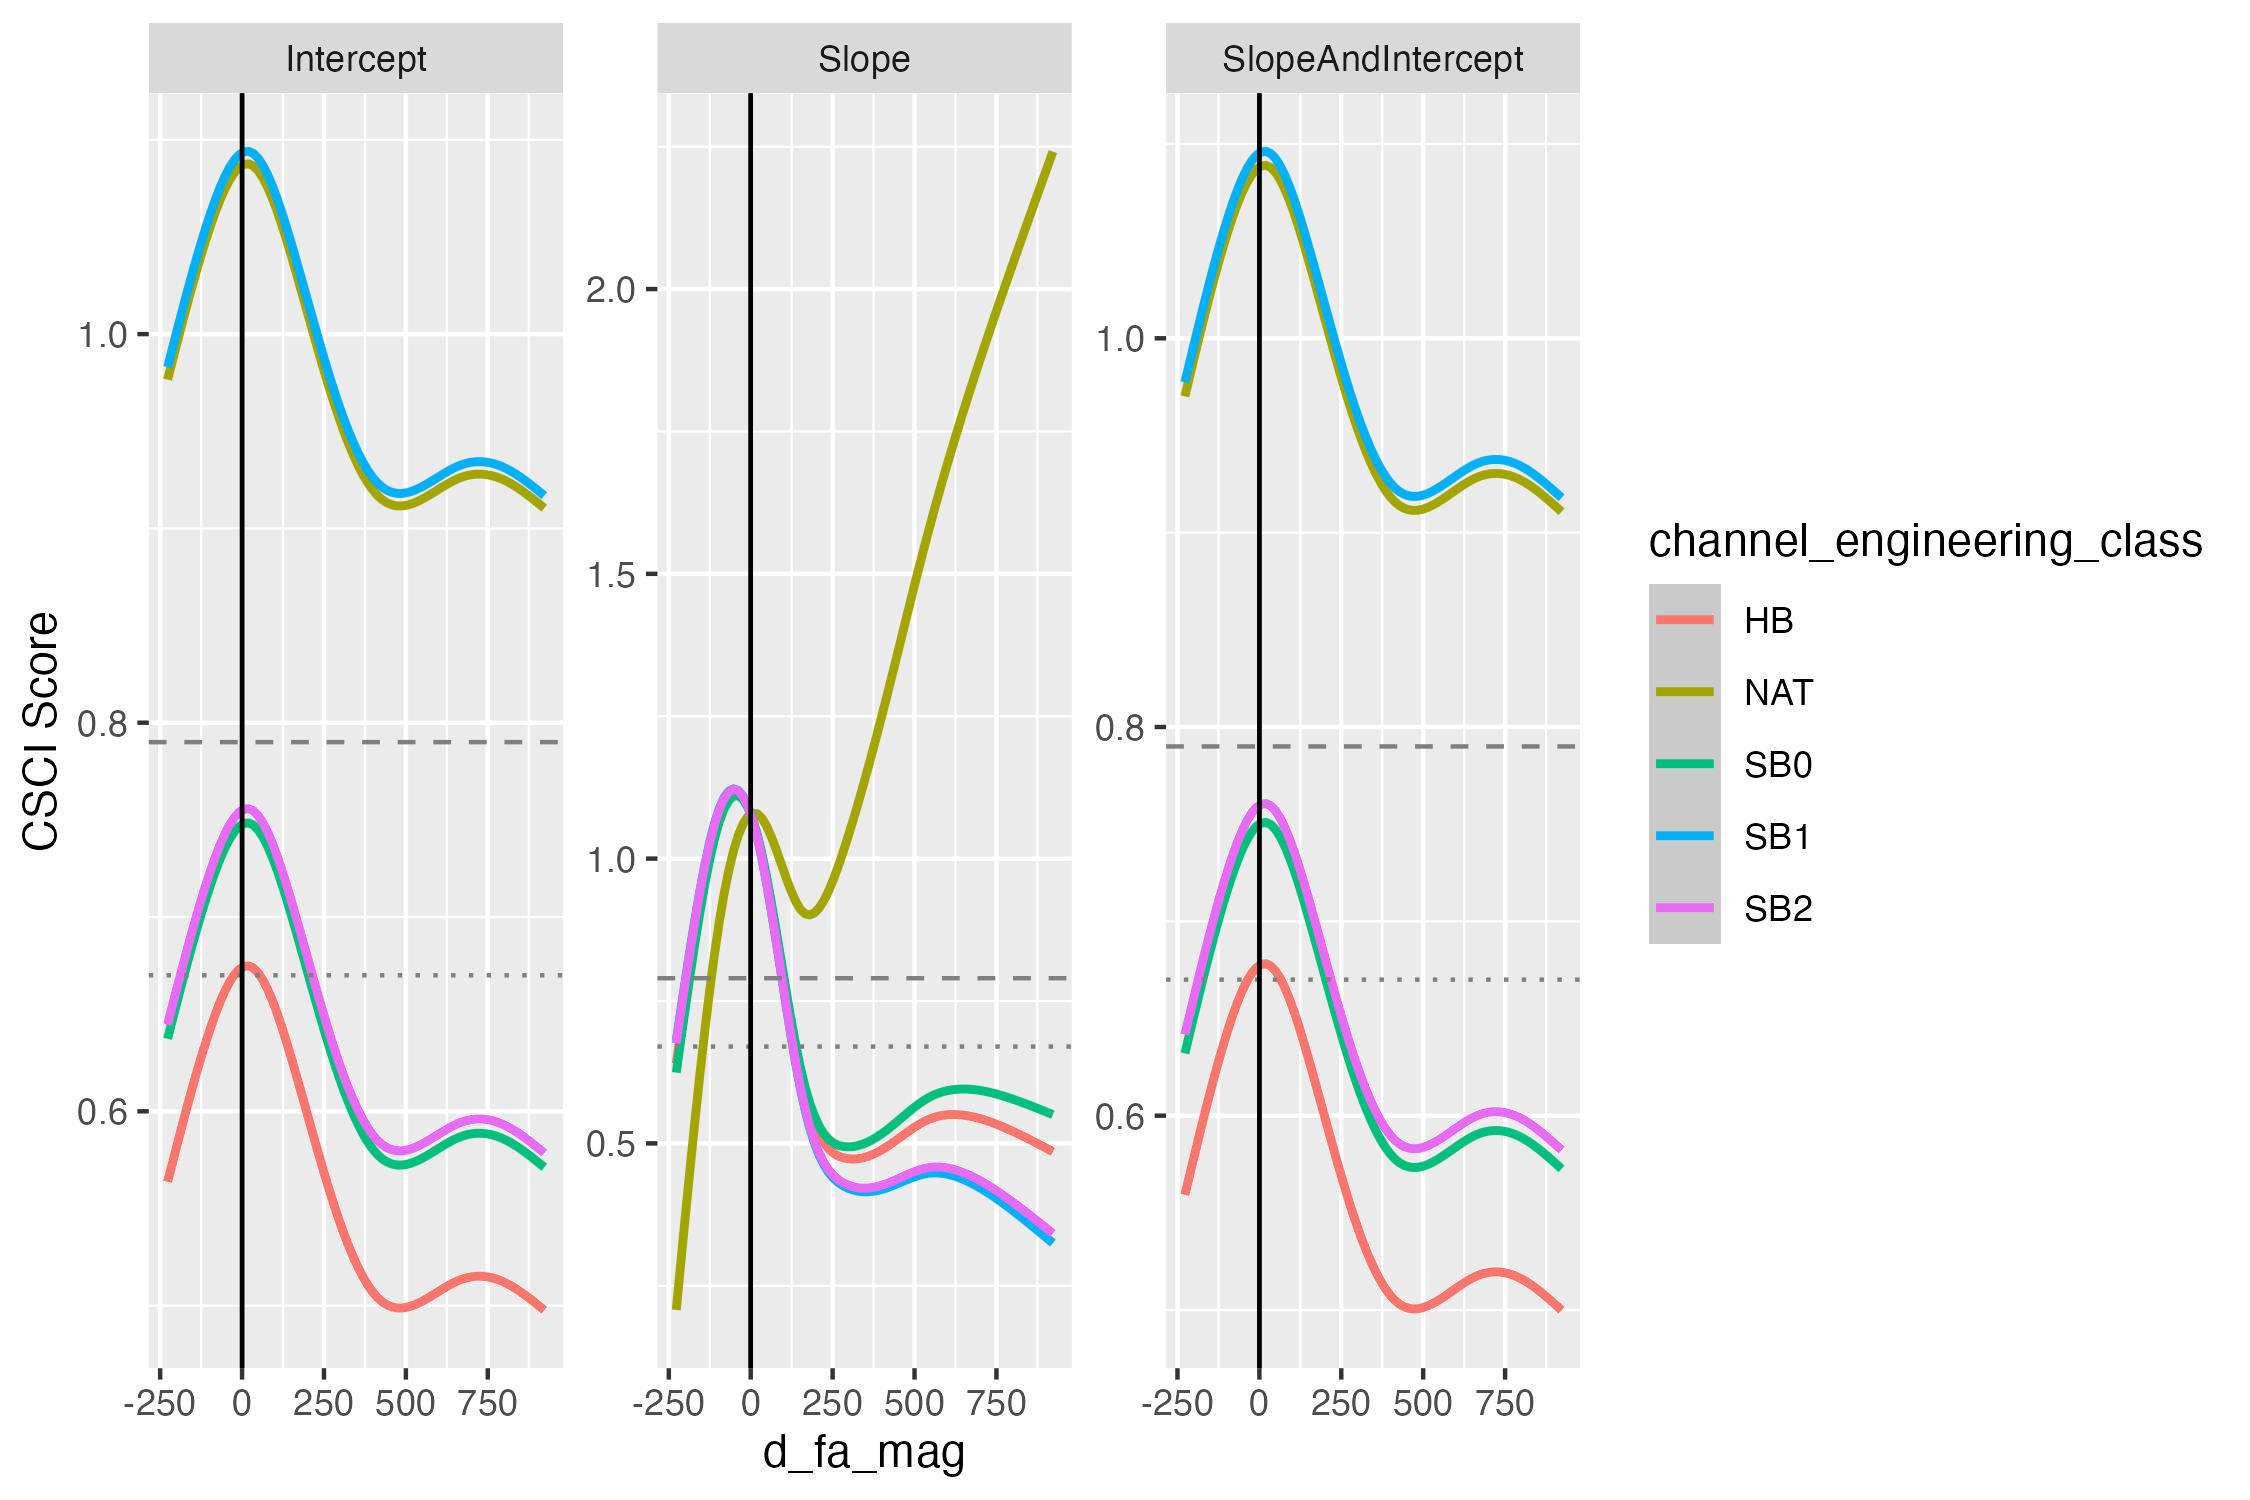 Intercept
Slope
SlopeAndIntercept
CSCI Score
1.0
0.8
0.6
2.0
1.5
1.0
0.5
1.0
0.8
0.6
-250 0 250 500 750
-250 0 250 500 750
-250 0 250 500 750
d_fa_mag
channel_engineering_class
HB
NAT
SB0
SB1
SB2